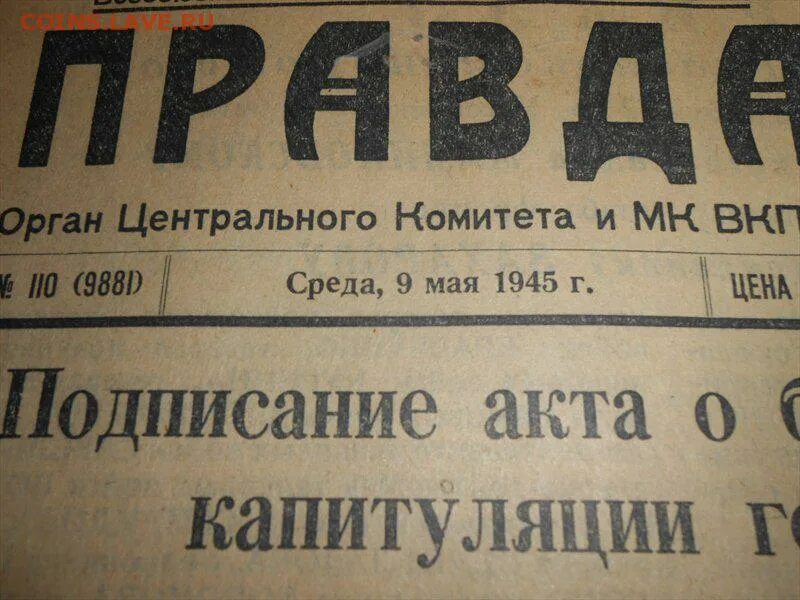 COINS.LAVE.RU
ПРАВДА
Орган Центрального Комитета и МК ВКП
№ 110 (9881)
Среда, 9 мая 1945 г.
ЦЕНА
Подписание акта о б
капитуляции ге